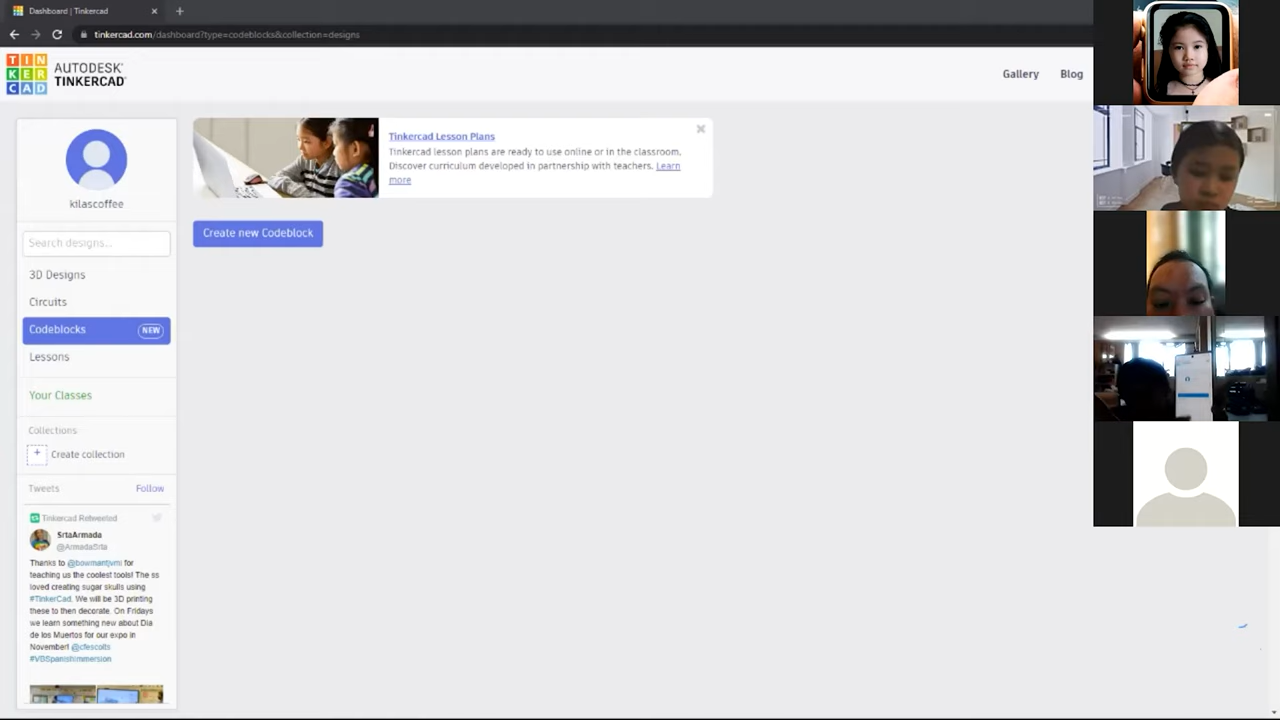 Dashboard | Tinkercad
tinkercad.com/dashboard?type=codeblocks&collection=designs
TIN
KER
CAD
AUTODESK®
TINKERCAD®
Gallery
Blog
kilascoffee
Search designs...
3D Designs
Circuits
Codeblocks NEW
Lessons
Your Classes
Collections
+ Create collection
Tweets Follow
Tinkercad Retweeted
SrtaArmada
@ArmadaSrta
Thanks to @bowmantjvmi for
teaching us the coolest tools! The ss
loved creating sugar skulls using
#TinkerCad. We will be 3D printing
these to then decorate. On Fridays
we learn something new about Dia
de los Muertos for our expo in
November! @cfescolts
#VBSpanishImmersion
Tinkercad Lesson Plans
Tinkercad lesson plans are ready to use online or in the classroom.
Discover curriculum developed in partnership with teachers. Learn
more
Create new Codeblock